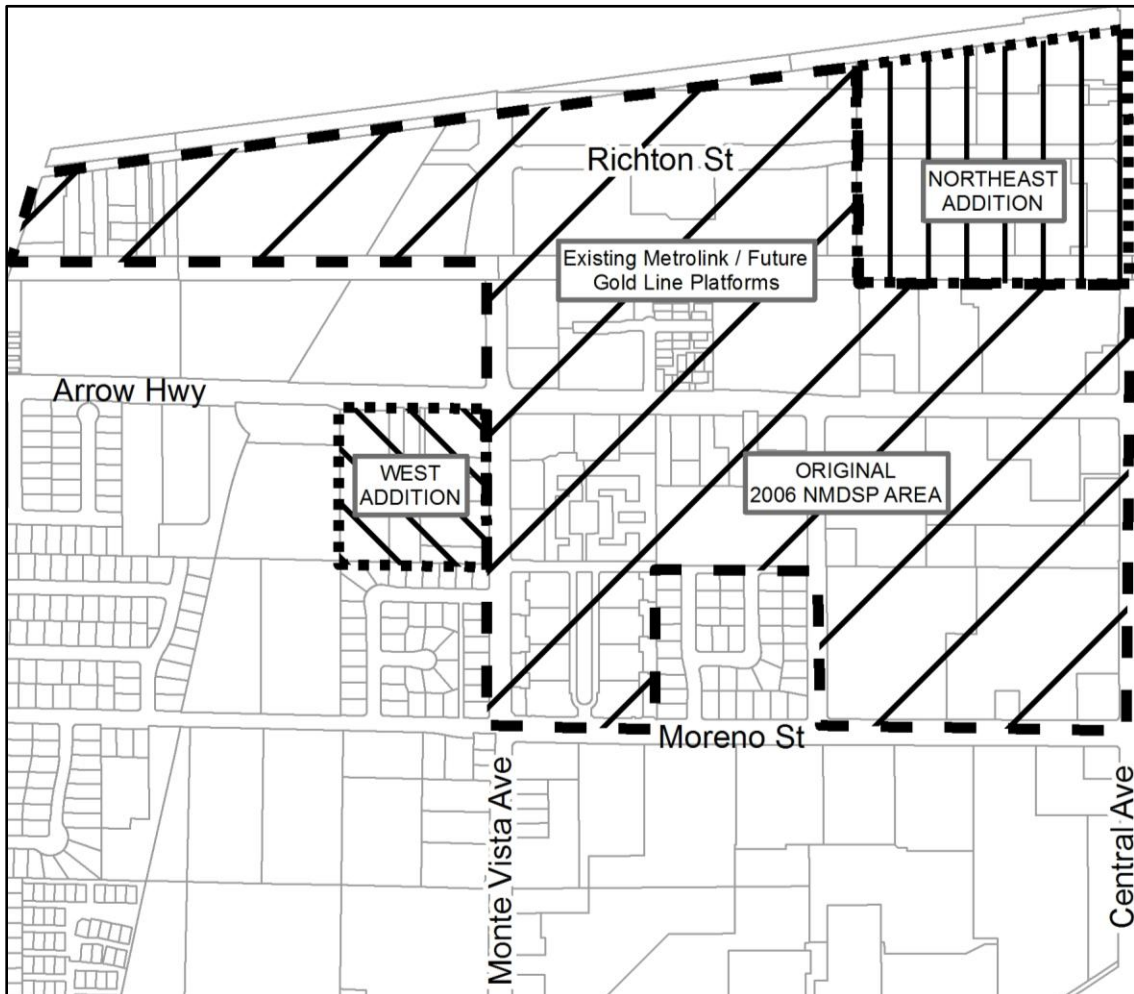 Richton St
NORTHEAST
ADDITION
Existing Metrolink / Future
Gold Line Platforms
Arrow Hwy
WEST
ADDITION
ORIGINAL
2006 NMDSP AREA
Moreno St
Monte Vista Ave
Central Ave